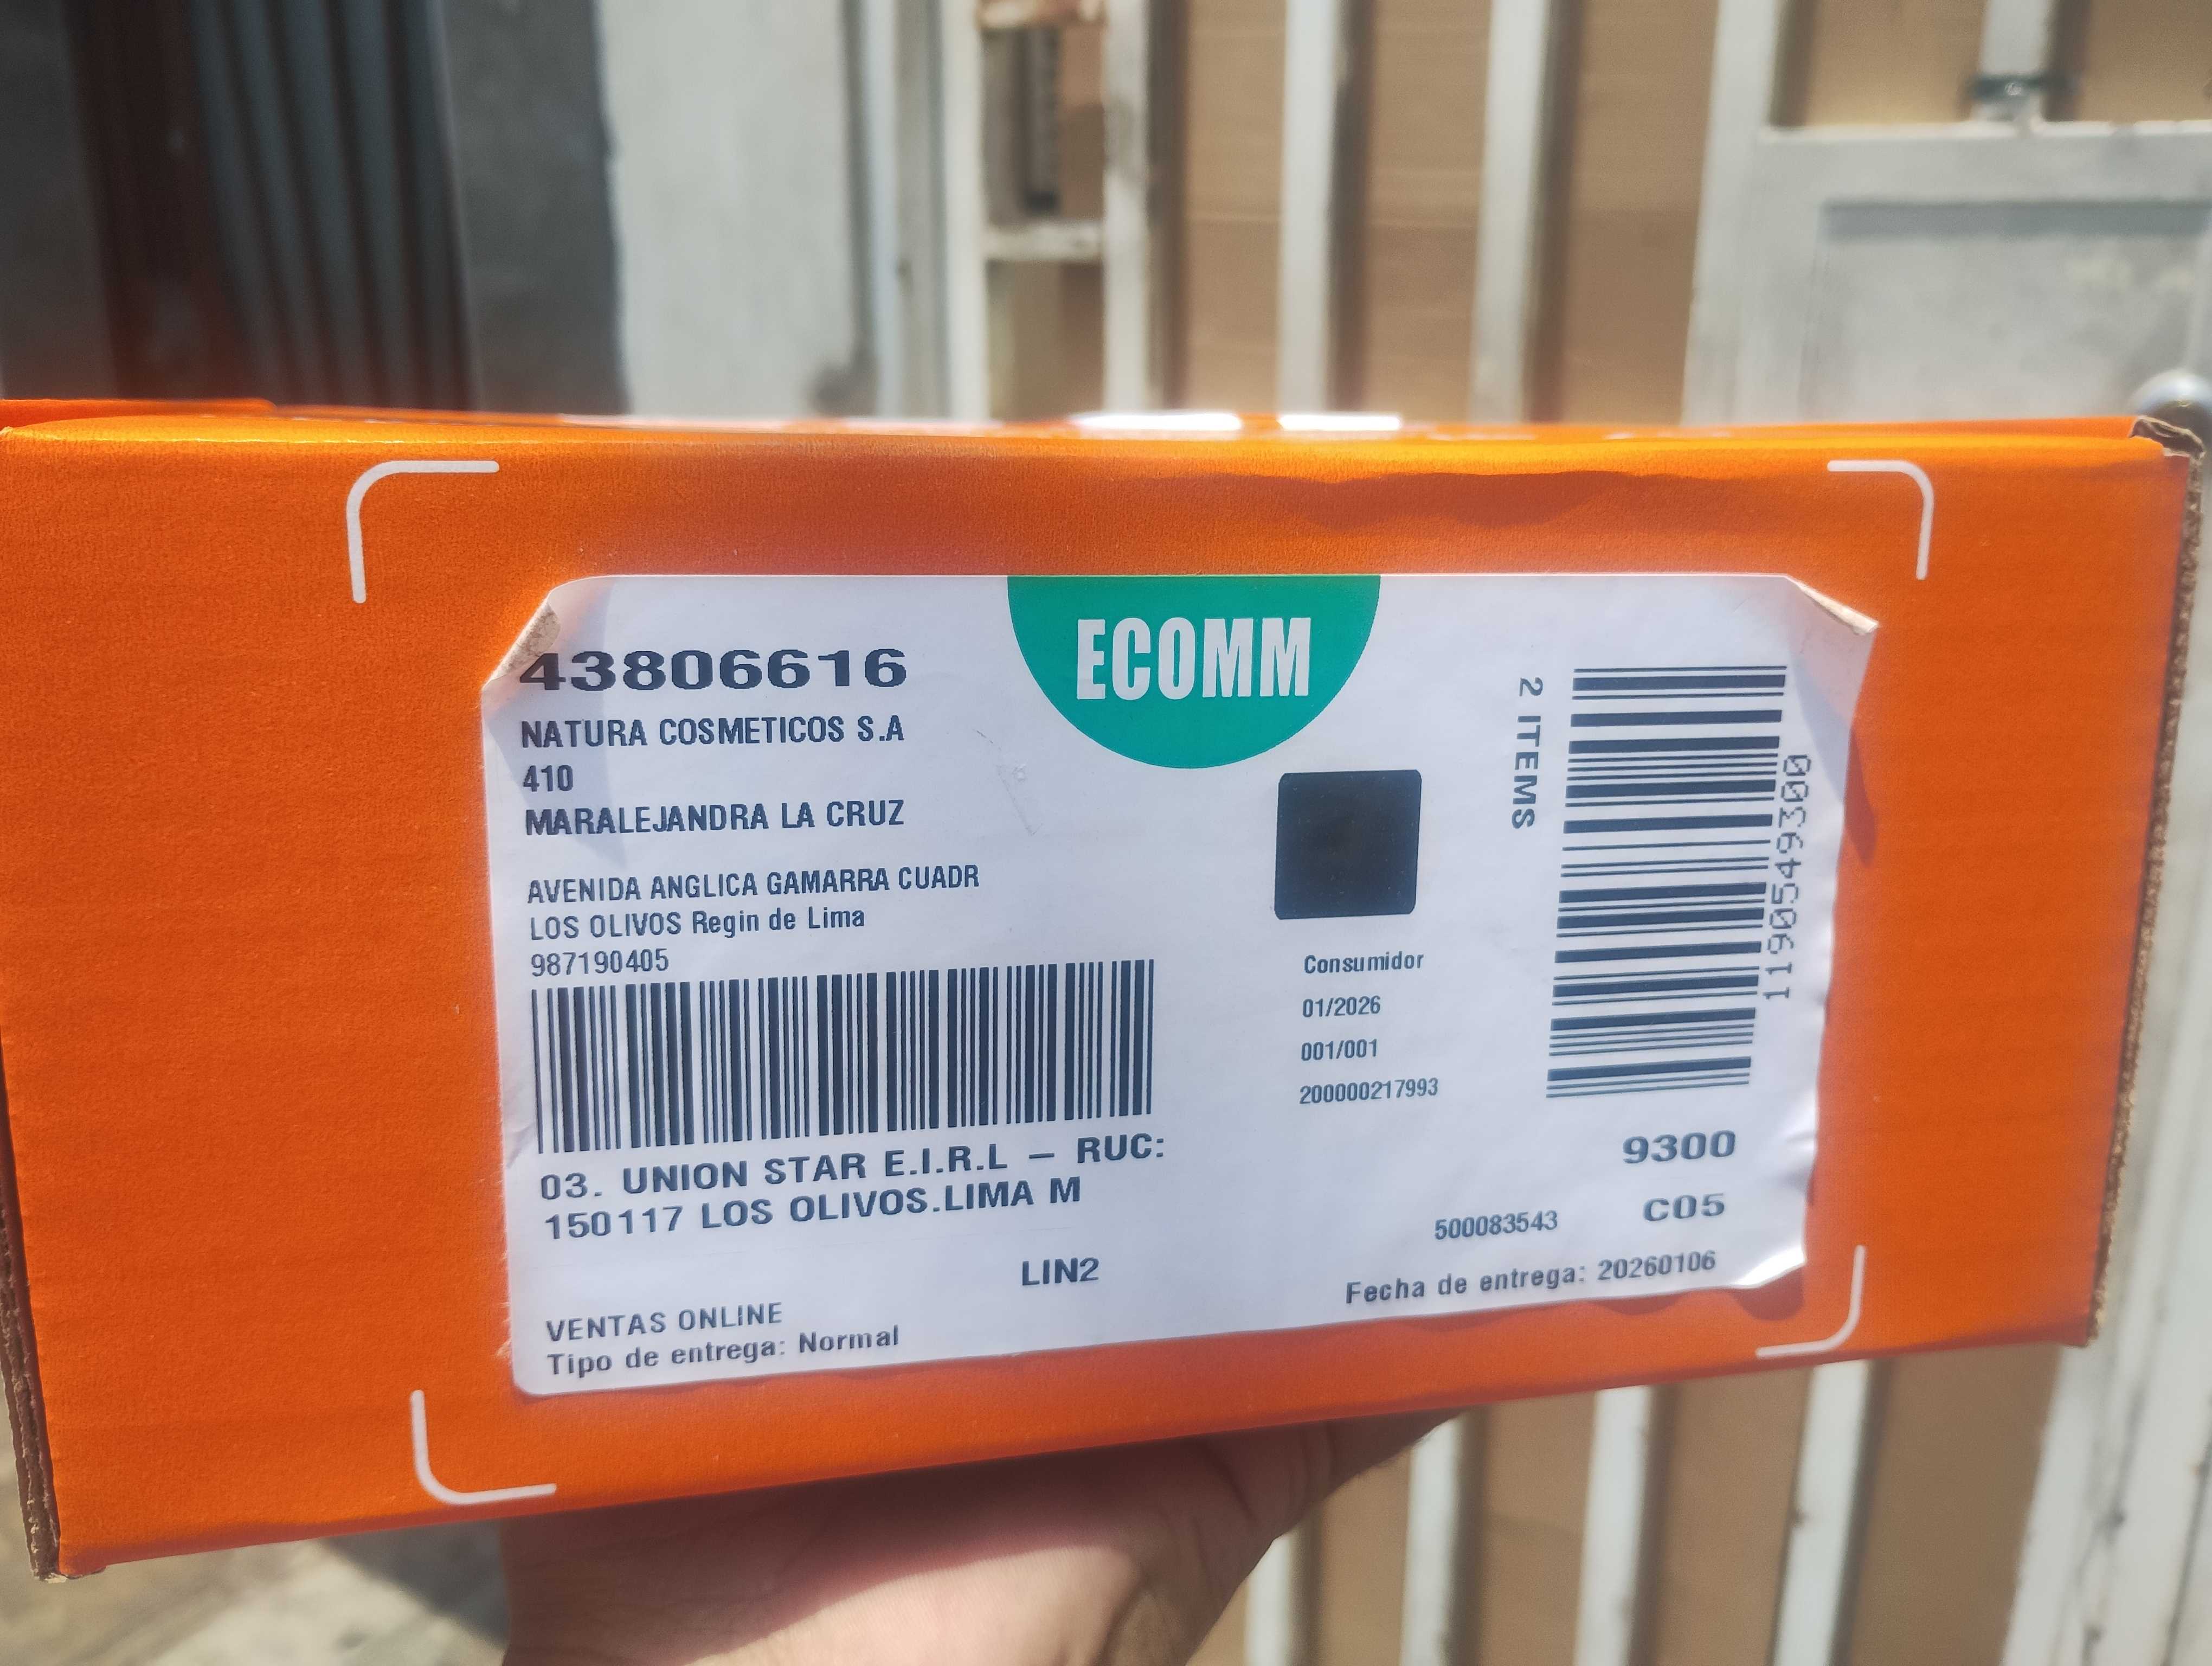 43806616
ECOMM
NATURA COSMETICOS S.A
410
MARALEJANDRA LA CRUZ
AVENIDA ANGLICA GAMARRA CUADR
LOS OLIVOS Regin de Lima
987190405
2 ITEMS
1190549300
Consumidor
01/2026
001/001
200000217993
03. UNION STAR E.I.R.L – RUC:
150117 LOS OLIVOS.LIMA M
9300
C05
500083543
LIN2
Fecha de entrega: 20260106
VENTAS ONLINE
Tipo de entrega: Normal